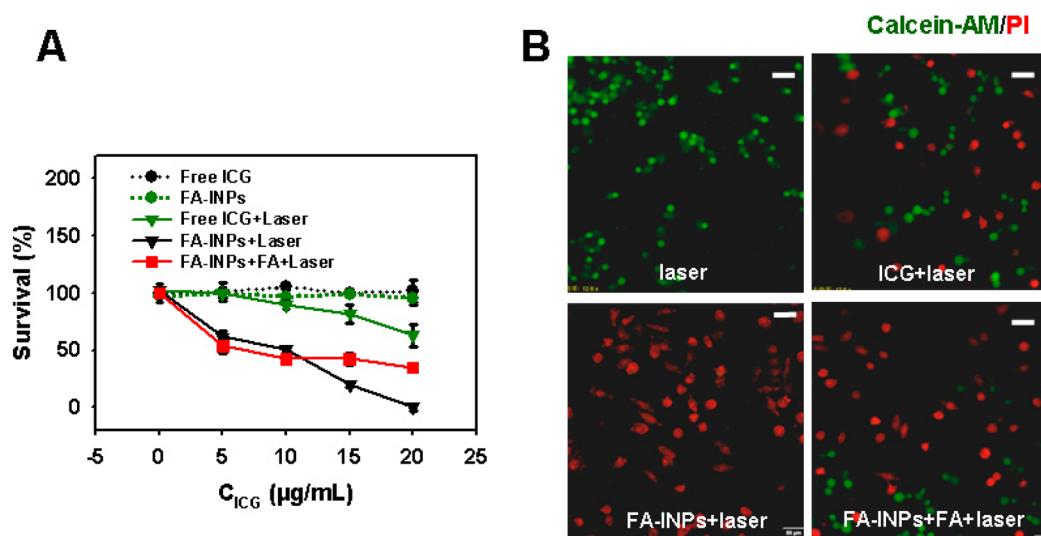 A
B
Calcein-AM/PI
200
150
100
50
0
Survival (%)
Free ICG
FA-INPs
Free ICG+Laser
FA-INPs+Laser
FA-INPs+FA+Laser
-5 0 5 10 15 20 25
C_ICG (µg/mL)
laser
ICG+laser
FA-INPs+laser
FA-INPs+FA+laser